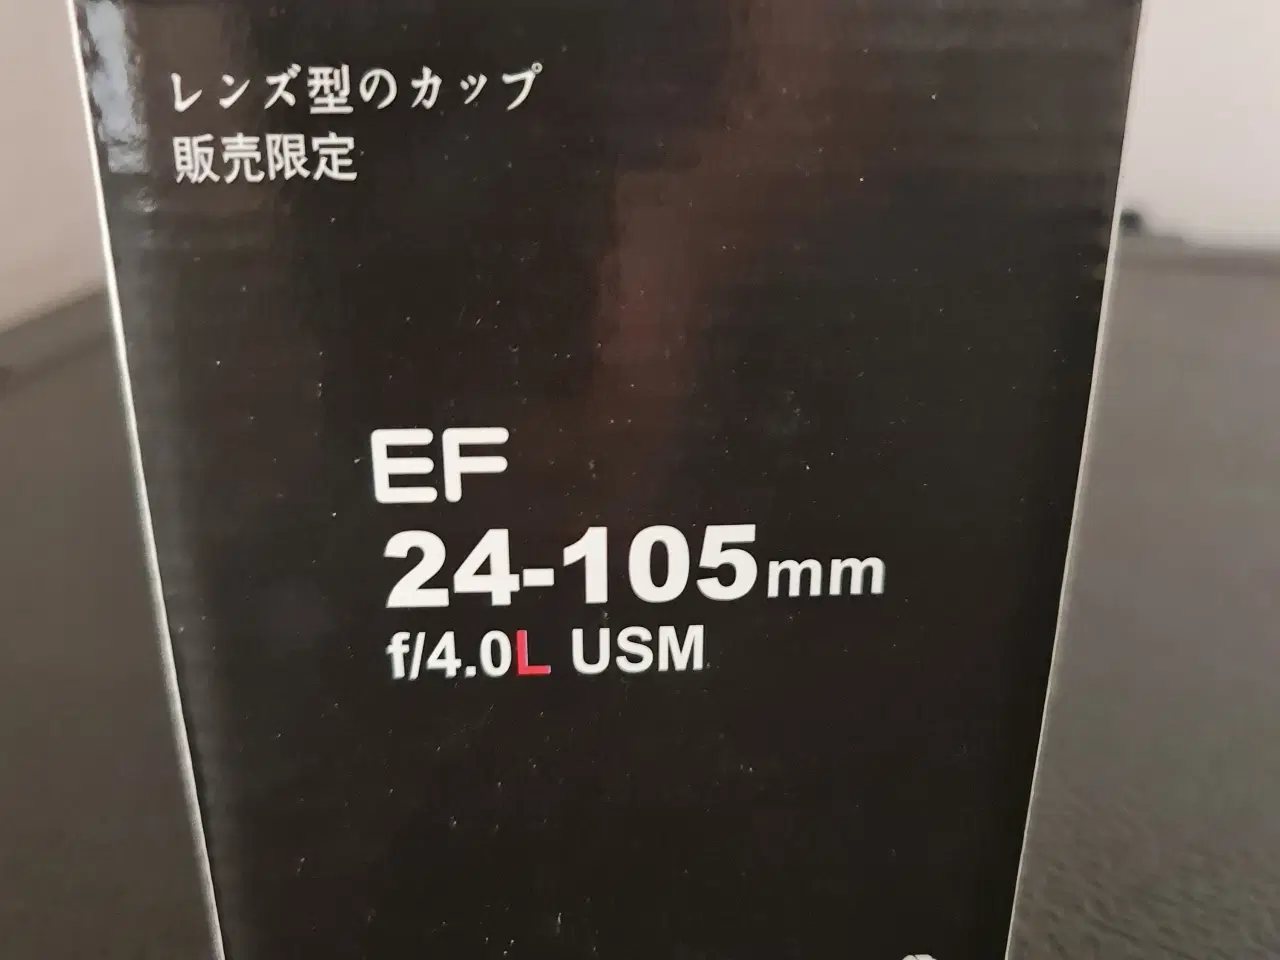 レンズ型のカップ
販売限定
EF
24-105mm
f/4.0L USM